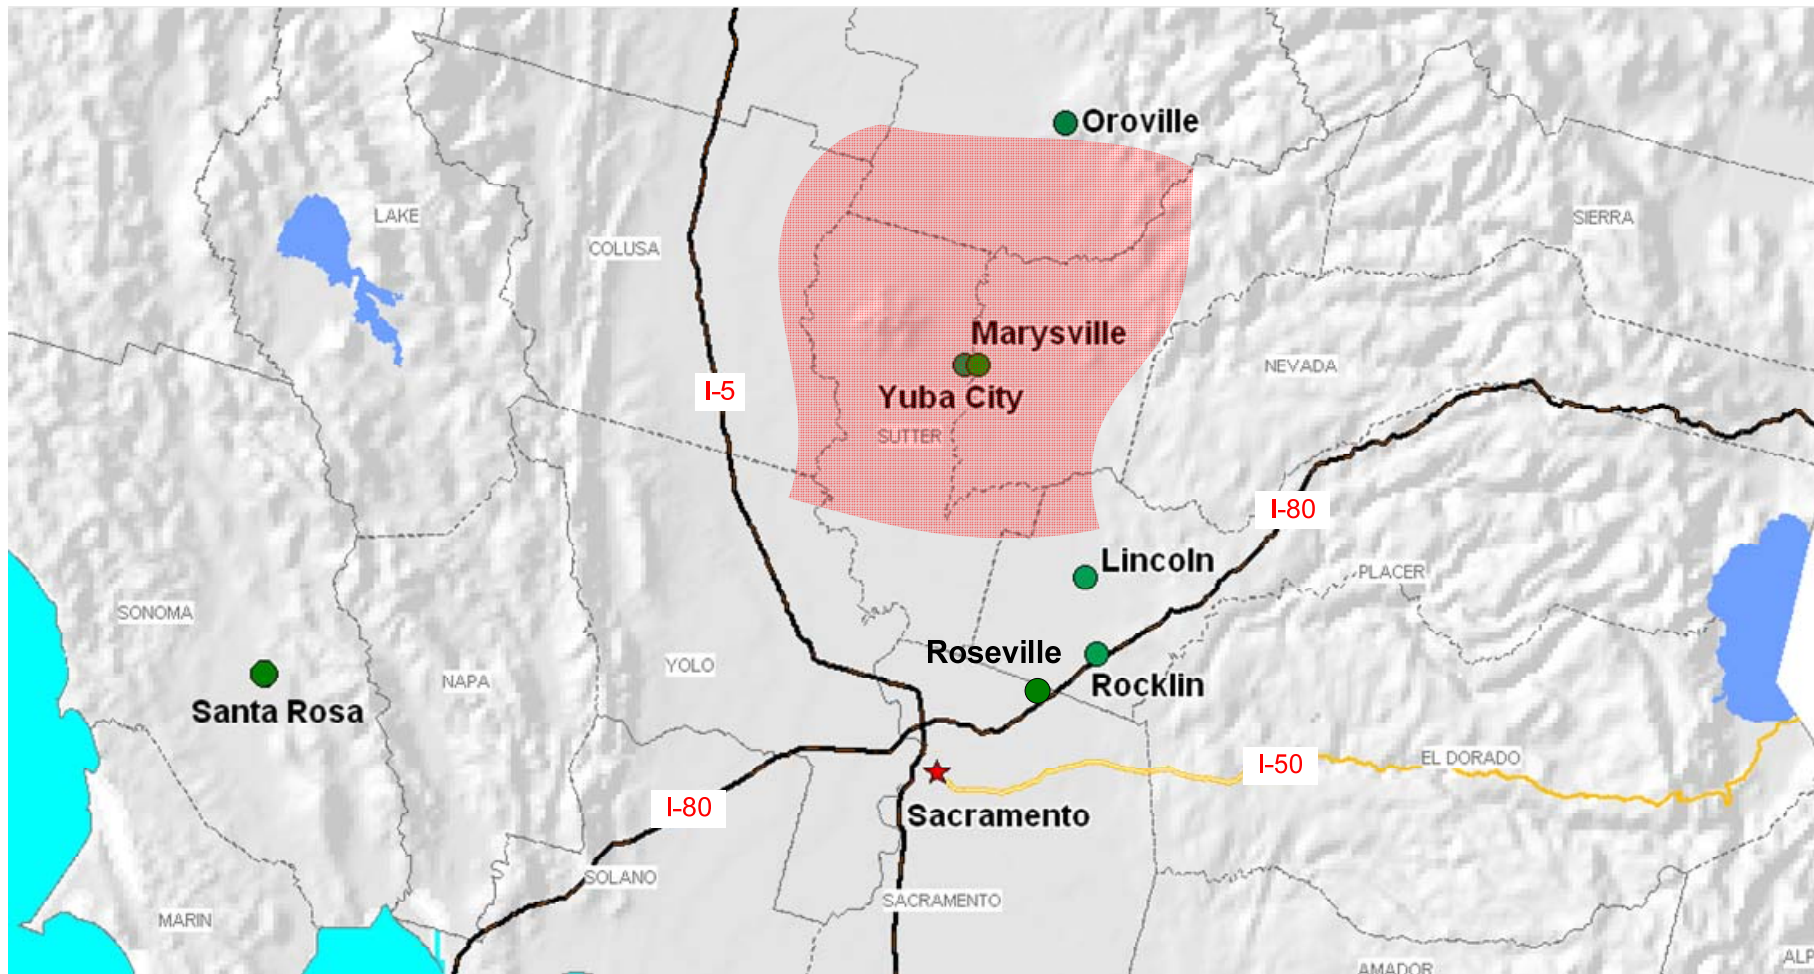 Oroville
LAKE
SIERRA
COLUSA
Marysville
NEVADA
I-5
Yuba City
SUTTER
I-80
Lincoln
PLACER
SONOMA
Roseville
YOLO
NAPA
Rocklin
Santa Rosa
EL DORADO
I-50
I-80
Sacramento
SOLANO
SACRAMENTO
MARIN
ALP
AMADOR